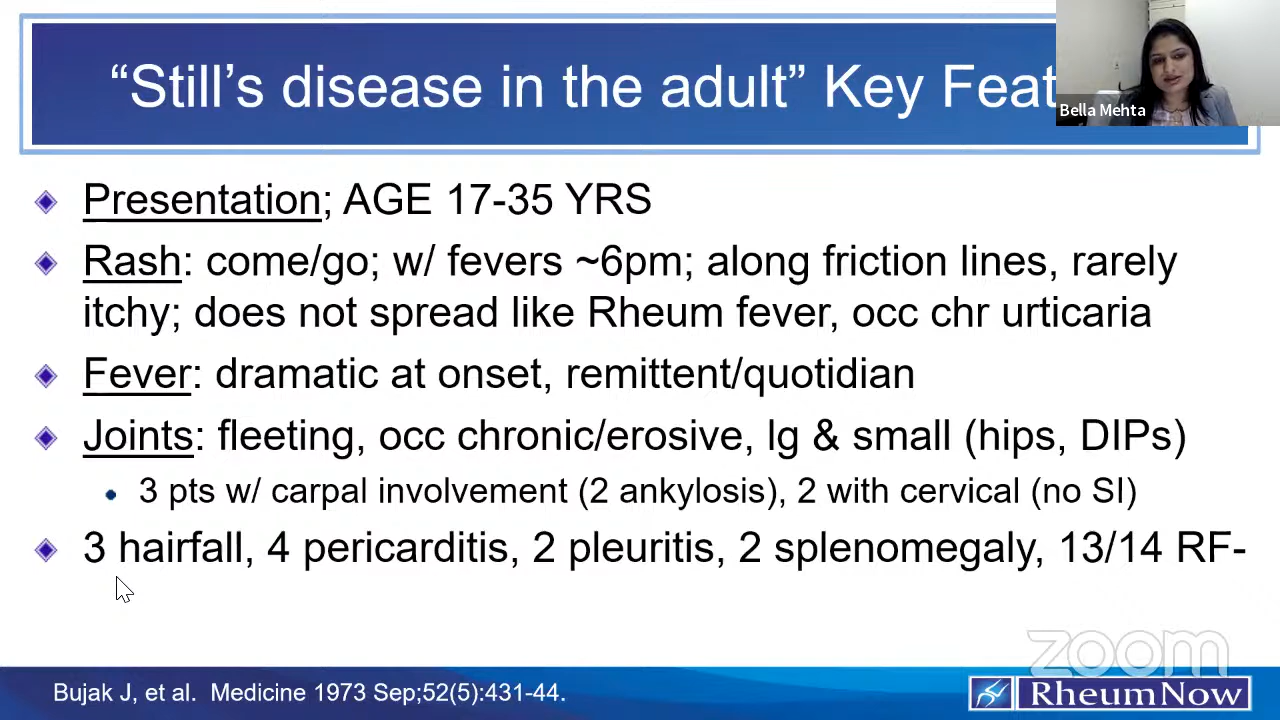 “Still’s disease in the adult” Key Feat
Bella Mehta
Presentation; AGE 17-35 YRS
Rash: come/go; w/ fevers ~6pm; along friction lines, rarely
itchy; does not spread like Rheum fever, occ chr urticaria
Fever: dramatic at onset, remittent/quotidian
Joints: fleeting, occ chronic/erosive, lg & small (hips, DIPs)
3 pts w/ carpal involvement (2 ankylosis), 2 with cervical (no SI)
3 hairfall, 4 pericarditis, 2 pleuritis, 2 splenomegaly, 13/14 RF-
zoom
Bujak J, et al. Medicine 1973 Sep;52(5):431-44.
RheumNow